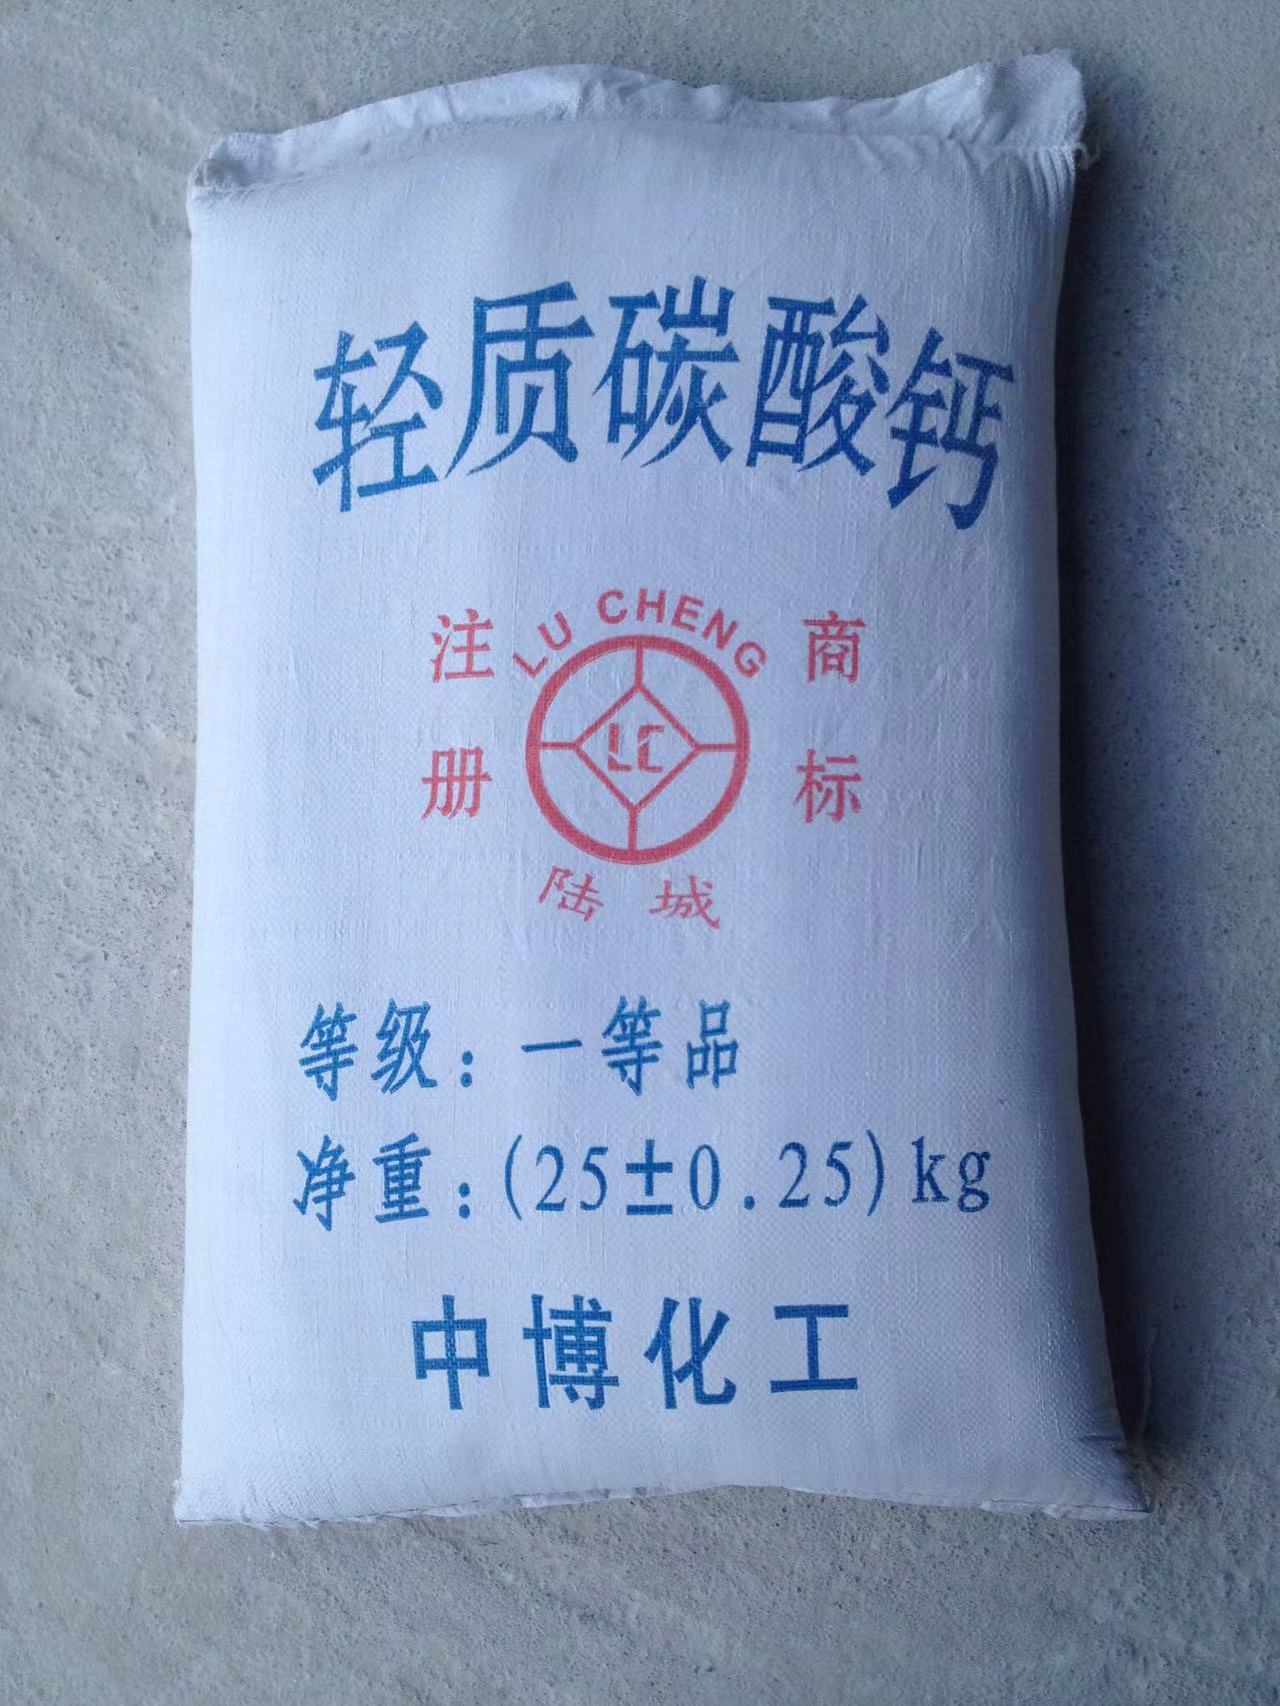 轻质碳酸钙
LU CHENG
注 商
册 标
LC
陆城
等级：一等品
净重：(25±0.25)kg
中博化工